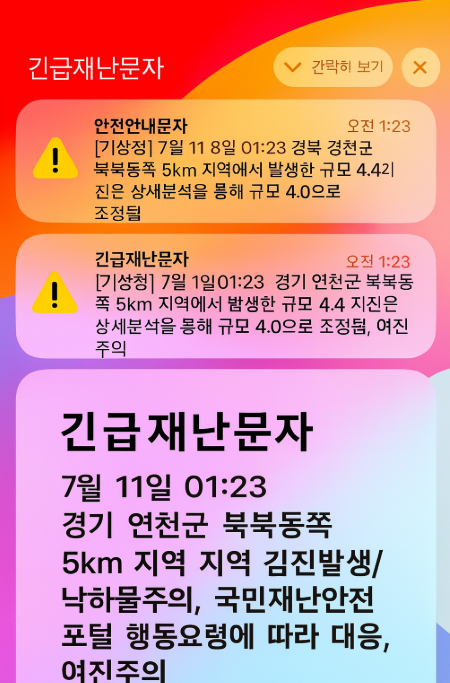 긴급재난문자
간략히 보기
안전안내문자 오전 1:23
[기상정] 7월 11 8일 01:23 경북 경천군
북북동쪽 5km 지역에서 발생한 규모 4.4기
진은 상세분석을 통해 규모 4.0으로
조정될
긴급재난문자 오전 1:23
[기상청] 7월 1일01:23 경기 연천군 북북동
쪽 5km 지역에서 밤생한 규모 4.4 지진은
상세분석을 통해 규모 4.0으로 조정됨, 여진
주익
긴급재난문자
7월 11일 01:23
경기 연천군 북북동쪽
5km 지역 지역 김진발생/
낙하물주의, 국민재난안전
포털 행동요령에 따라 대응,
여진주의